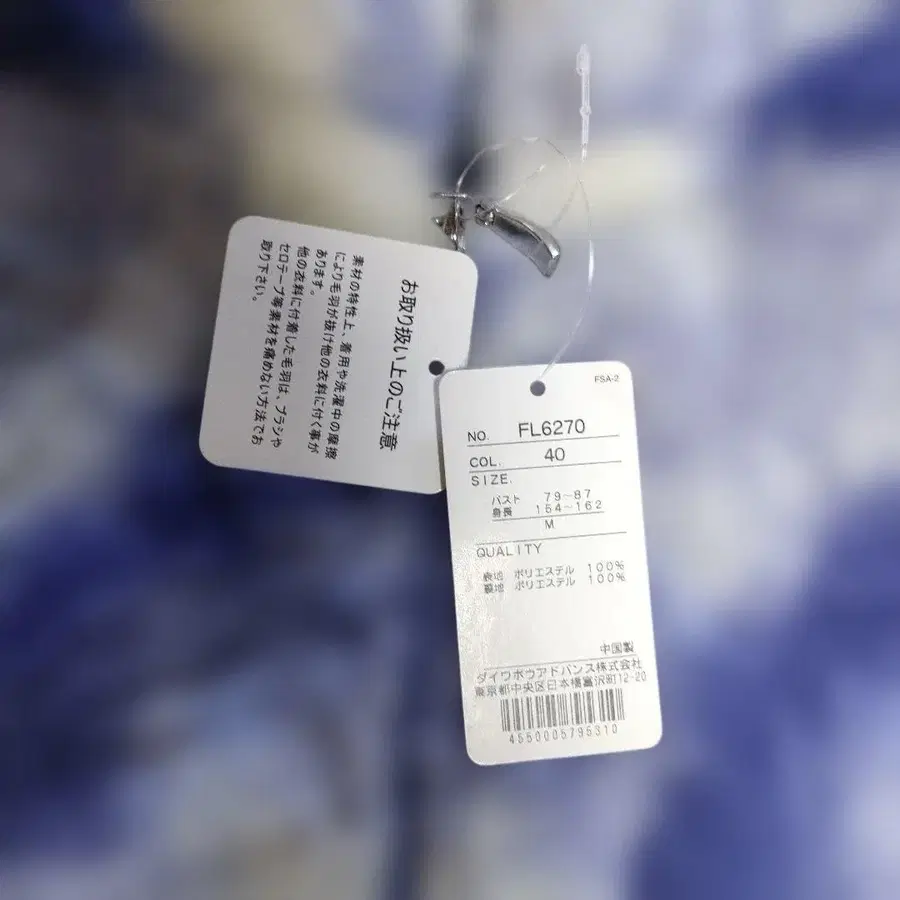 お取り扱い上のご注意
素材の特性上、着用や洗濯中の摩擦
により毛羽が抜け他の衣料に付く事が
あります。
他の衣料に付着した毛羽は、ブラシや
セロテープ等素材を痛めない方法でお
取り下さい。
FSA-2
NO. FL6270
COL. 40
SIZE.
バスト 79~87
身長 154~162
M
QUALITY
表地 ポリエステル 100%
裏地 ポリエステル 100%
中国製
ダイワボウアドバンス株式会社
東京都中央区日本橋富沢町12-20
4550005795310